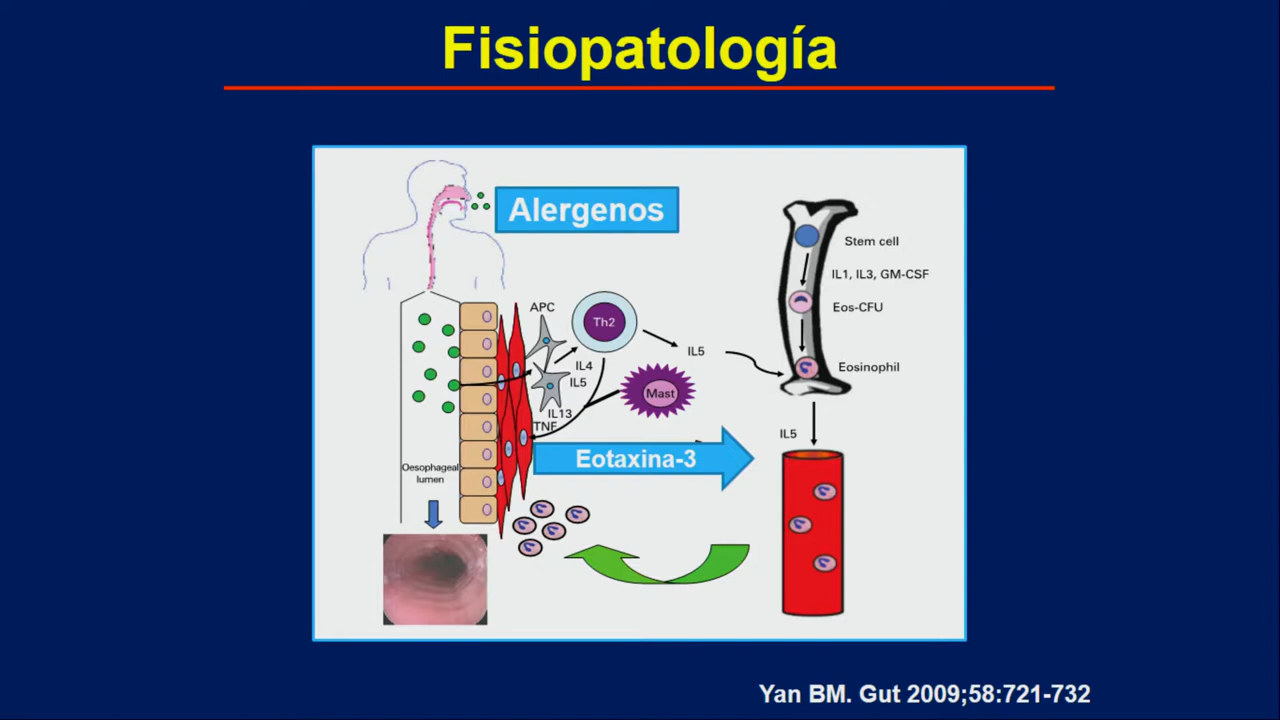 Fisiopatología
Alergenos
Stem cell
IL1, IL3, GM-CSF
Eos-CFU
Eosinophil
APC
Th2
IL5
IL4
IL5
Mast
IL13
TNF
IL5
Eotaxina-3
Oesophageal
lumen
Yan BM. Gut 2009;58:721-732